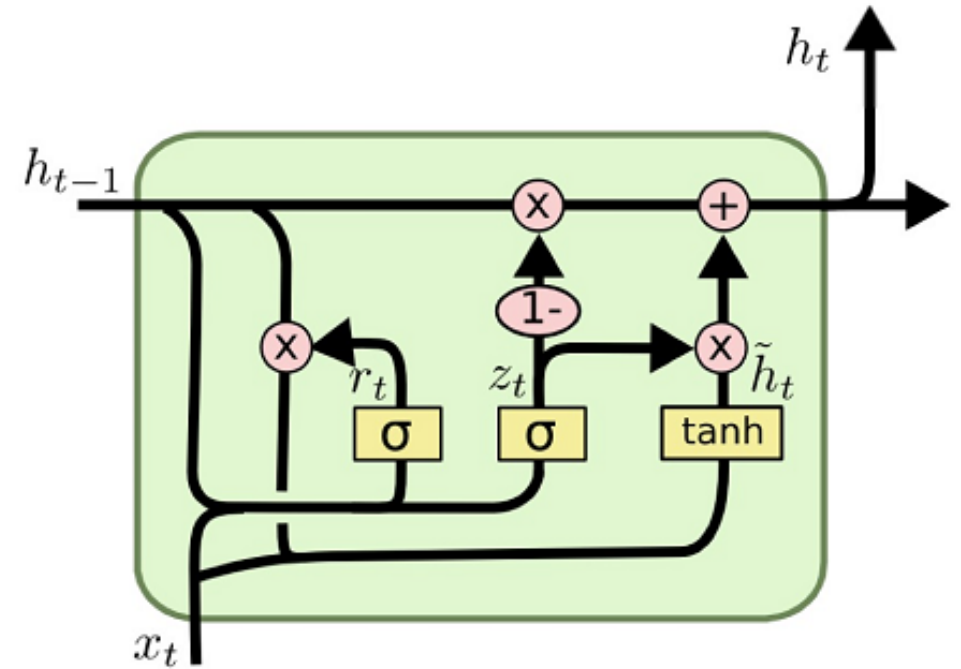 h_t
h_{t-1}
x
+
1-
x
x
r_t
z_t
h̃_t
σ
σ
tanh
x_t